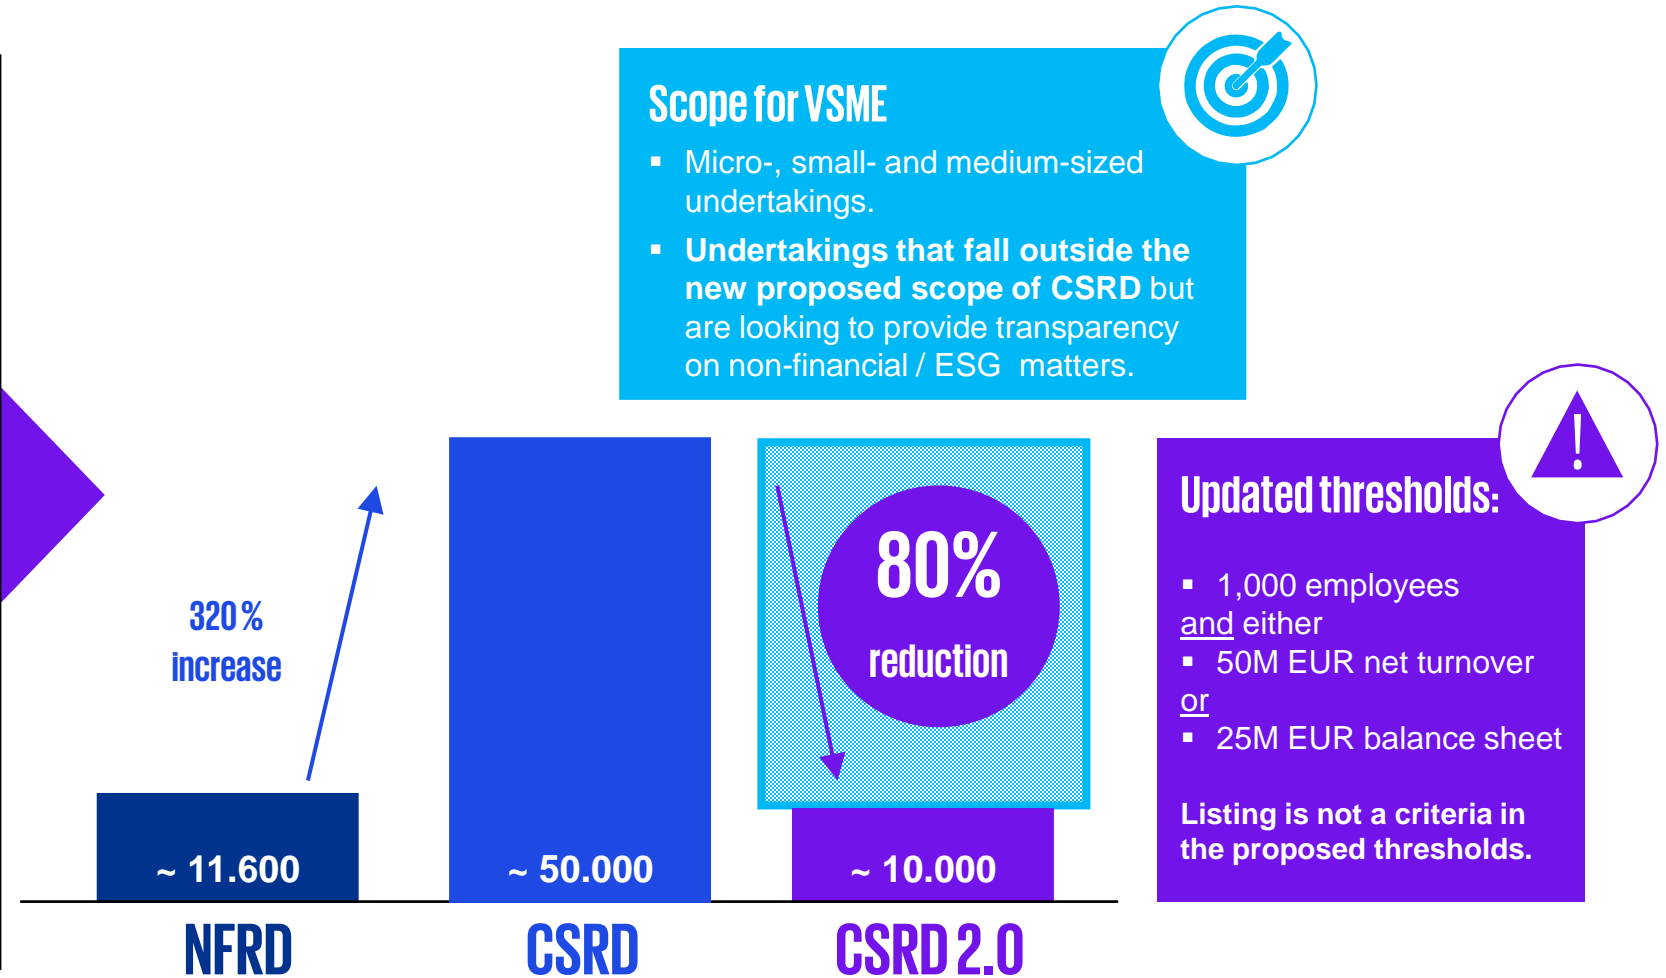 Scope for VSME
▪ Micro-, small- and medium-sized
undertakings.
▪ Undertakings that fall outside the
new proposed scope of CSRD but
are looking to provide transparency
on non-financial / ESG matters.
320%
increase
80%
reduction
Updated thresholds:
▪ 1,000 employees
and either
▪ 50M EUR net turnover
or
▪ 25M EUR balance sheet
Listing is not a criteria in
the proposed thresholds.
~ 11.600
~ 50.000
~ 10.000
NFRD
CSRD
CSRD 2.0